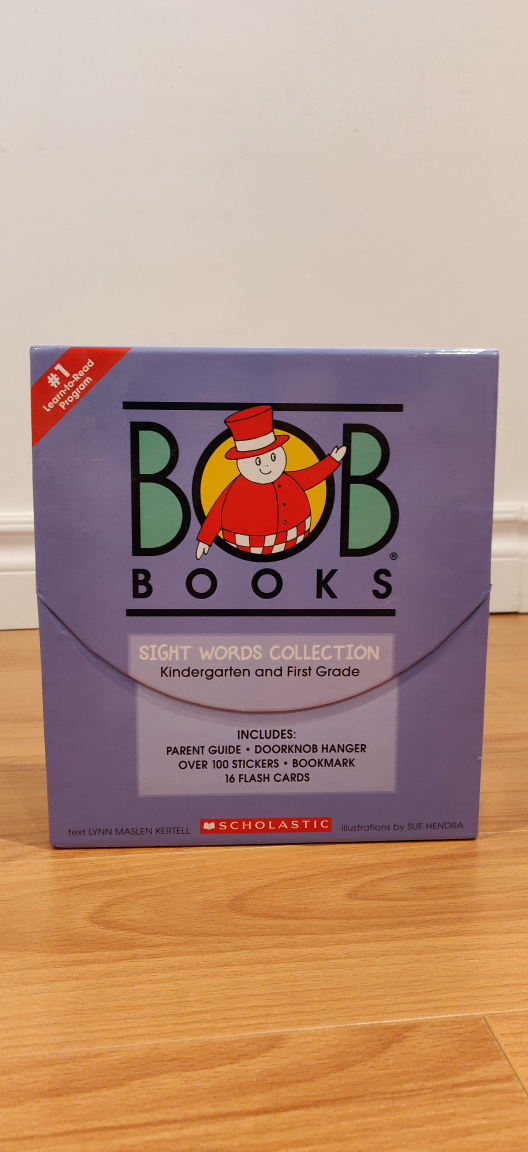 #1
Learn-to-Read
Program
BOB
BOOKS®
SIGHT WORDS COLLECTION
Kindergarten and First Grade
INCLUDES:
PARENT GUIDE • DOORKNOB HANGER
OVER 100 STICKERS • BOOKMARK
16 FLASH CARDS
text LYNN MASLEN KERTELL
SCHOLASTIC
illustrations by SUE HENDRA